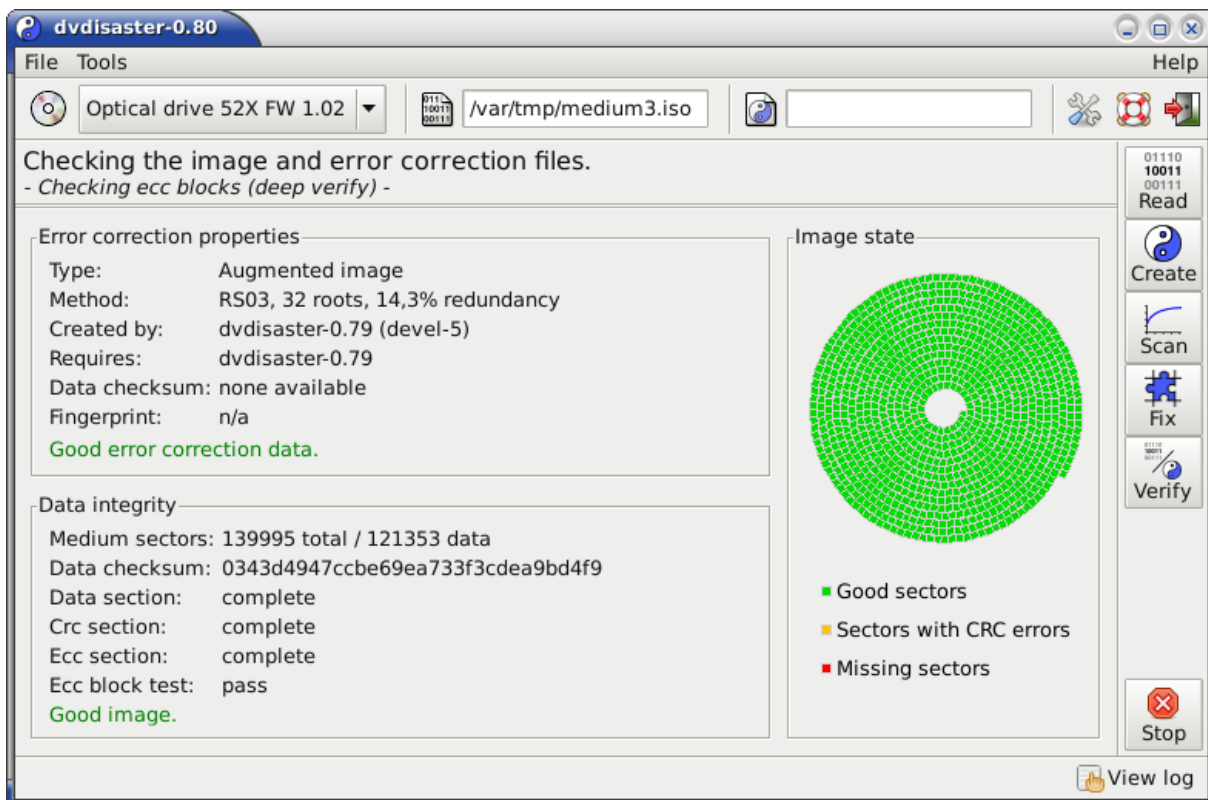 dvdisaster-0.80
File Tools Help
Optical drive 52X FW 1.02
/var/tmp/medium3.iso
Checking the image and error correction files.
- Checking ecc blocks (deep verify) -
Error correction properties
Type: Augmented image
Method: RS03, 32 roots, 14,3% redundancy
Created by: dvdisaster-0.79 (devel-5)
Requires: dvdisaster-0.79
Data checksum: none available
Fingerprint: n/a
Good error correction data.
Data integrity
Medium sectors: 139995 total / 121353 data
Data checksum: 0343d4947ccbe69ea733f3cdea9bd4f9
Data section: complete
Crc section: complete
Ecc section: complete
Ecc block test: pass
Good image.
Image state
Good sectors
Sectors with CRC errors
Missing sectors
01110
10011
00111
Read
Create
Scan
Fix
Verify
Stop
View log